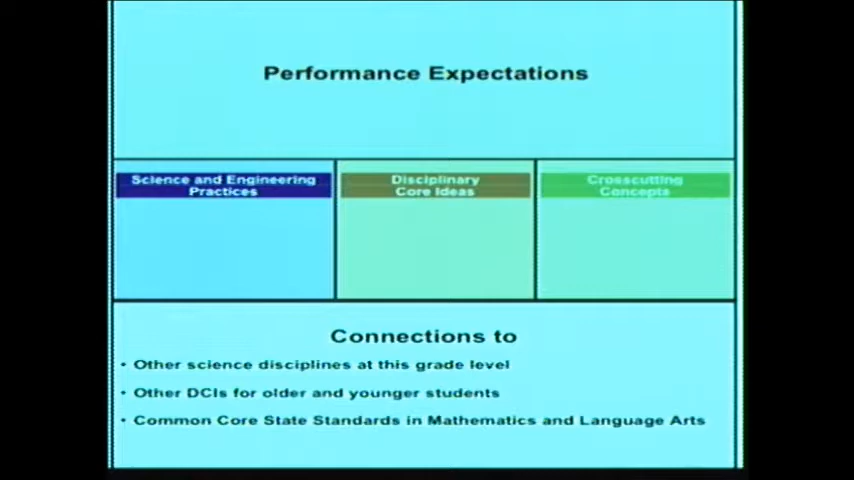 Performance Expectations
Science and Engineering
Practices
Disciplinary
Core Ideas
Crosscutting
Concepts
Connections to
• Other science disciplines at this grade level
• Other DCIs for older and younger students
• Common Core State Standards in Mathematics and Language Arts